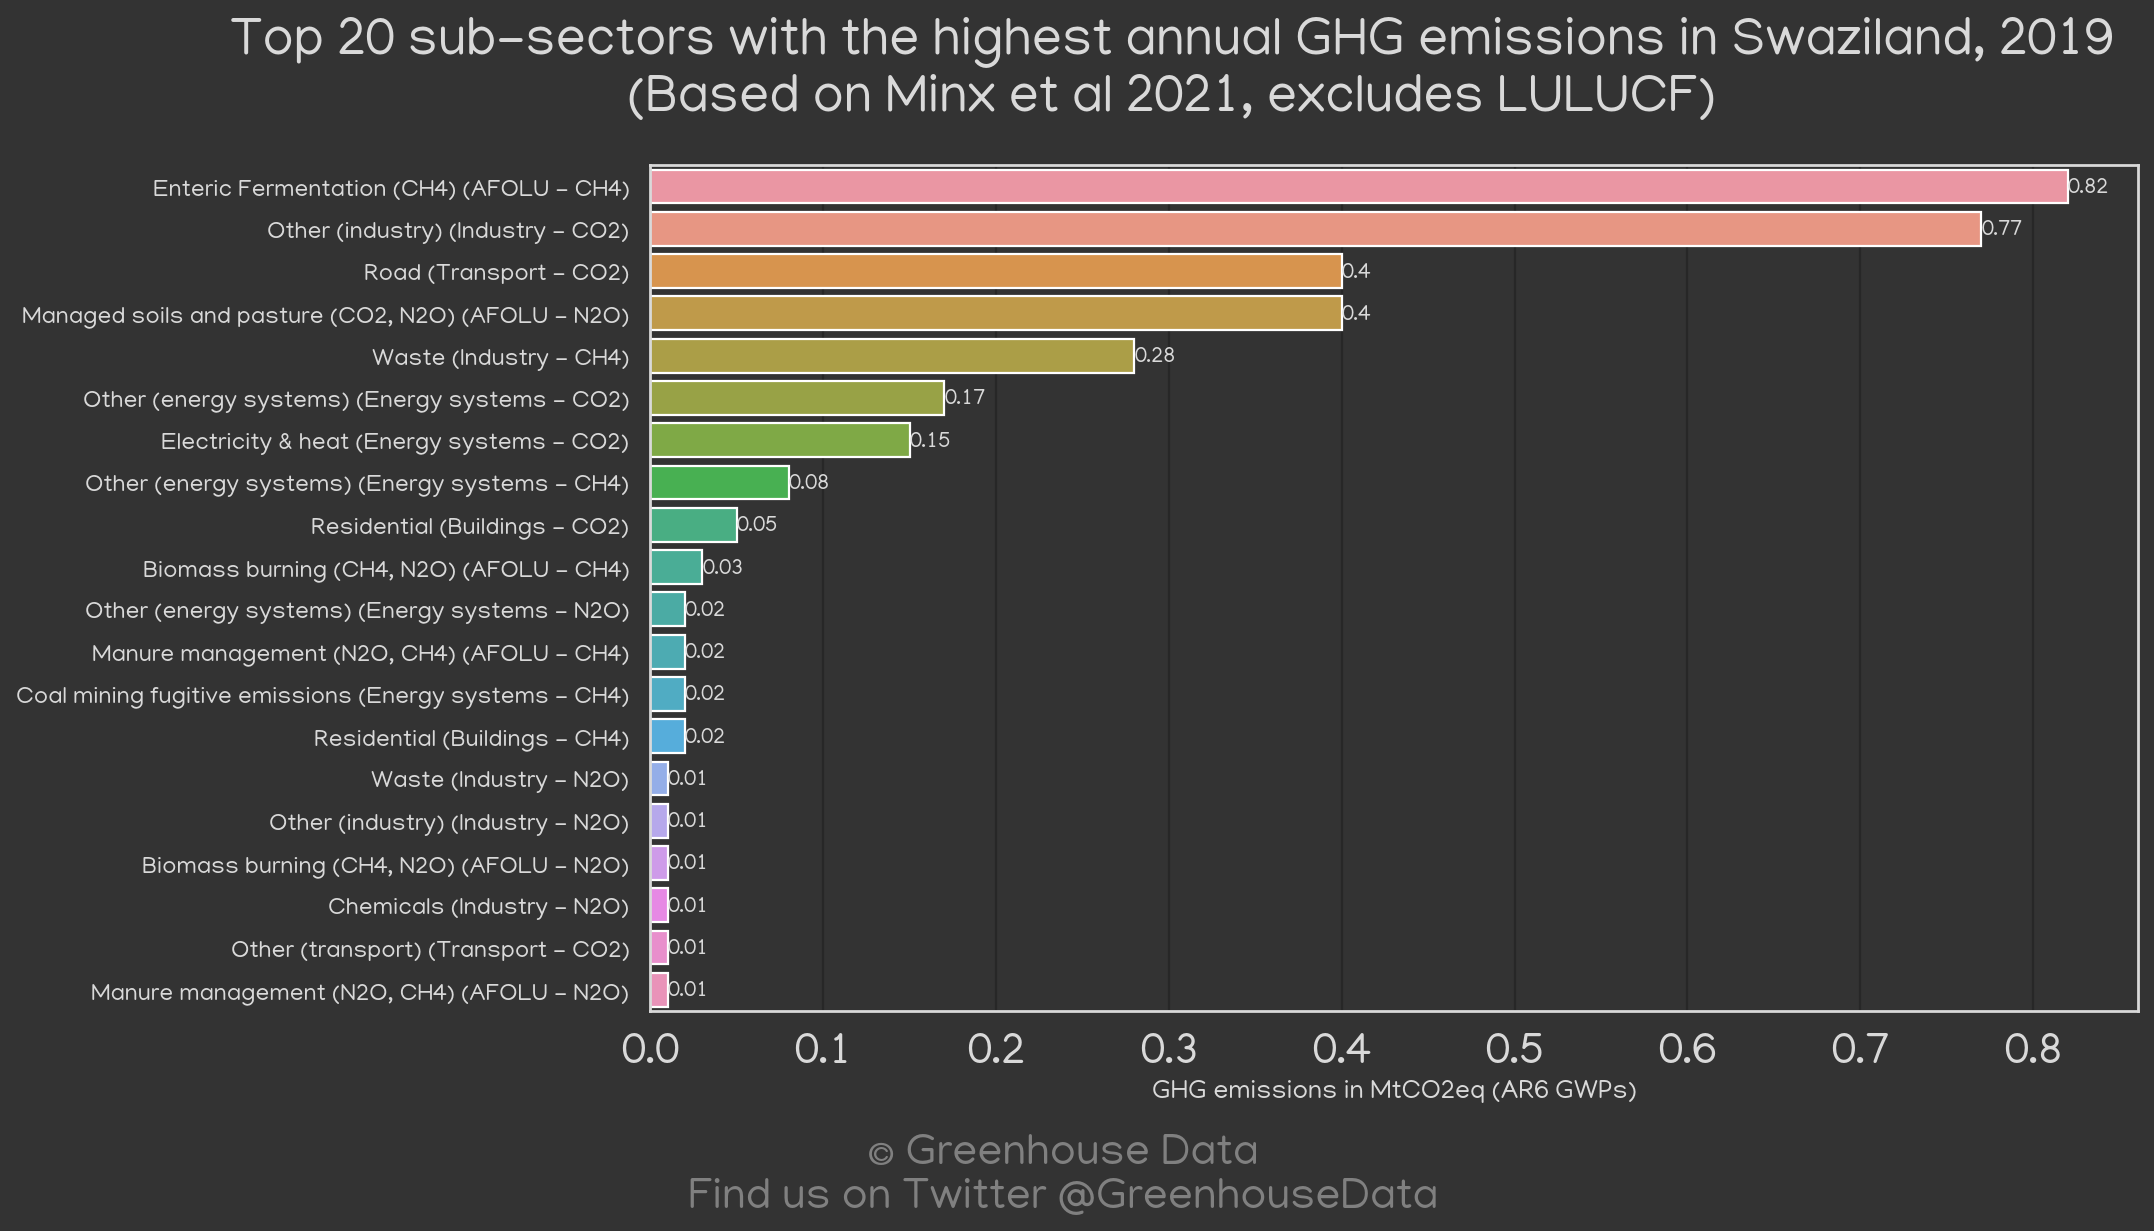 Top 20 sub-sectors with the highest annual GHG emissions in Swaziland, 2019
(Based on Minx et al 2021, excludes LULUCF)
Enteric Fermentation (CH4) (AFOLU - CH4) 0.82
Other (industry) (Industry - CO2) 0.77
Road (Transport - CO2) 0.4
Managed soils and pasture (CO2, N2O) (AFOLU - N2O) 0.4
Waste (Industry - CH4) 0.28
Other (energy systems) (Energy systems - CO2) 0.17
Electricity & heat (Energy systems - CO2) 0.15
Other (energy systems) (Energy systems - CH4) 0.08
Residential (Buildings - CO2) 0.05
Biomass burning (CH4, N2O) (AFOLU - CH4) 0.03
Other (energy systems) (Energy systems - N2O) 0.02
Manure management (N2O, CH4) (AFOLU - CH4) 0.02
Coal mining fugitive emissions (Energy systems - CH4) 0.02
Residential (Buildings - CH4) 0.02
Waste (Industry - N2O) 0.01
Other (industry) (Industry - N2O) 0.01
Biomass burning (CH4, N2O) (AFOLU - N2O) 0.01
Chemicals (Industry - N2O) 0.01
Other (transport) (Transport - CO2) 0.01
Manure management (N2O, CH4) (AFOLU - N2O) 0.01
0.0 0.1 0.2 0.3 0.4 0.5 0.6 0.7 0.8
GHG emissions in MtCO2eq (AR6 GWPs)
© Greenhouse Data
Find us on Twitter @GreenhouseData